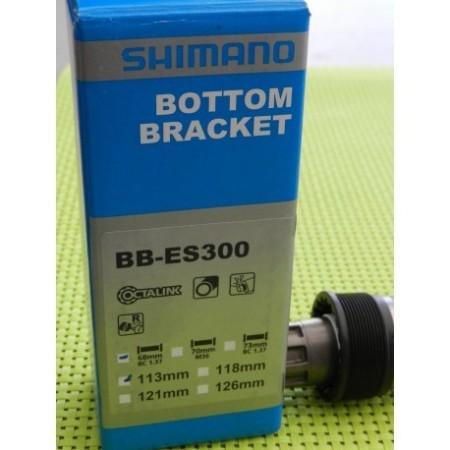 SHIMANO
BOTTOM
BRACKET
BB-ES300
OCTALINK
R
68mm 70mm 73mm
BC 1.37 M36 BC 1.37
113mm 118mm
121mm 126mm